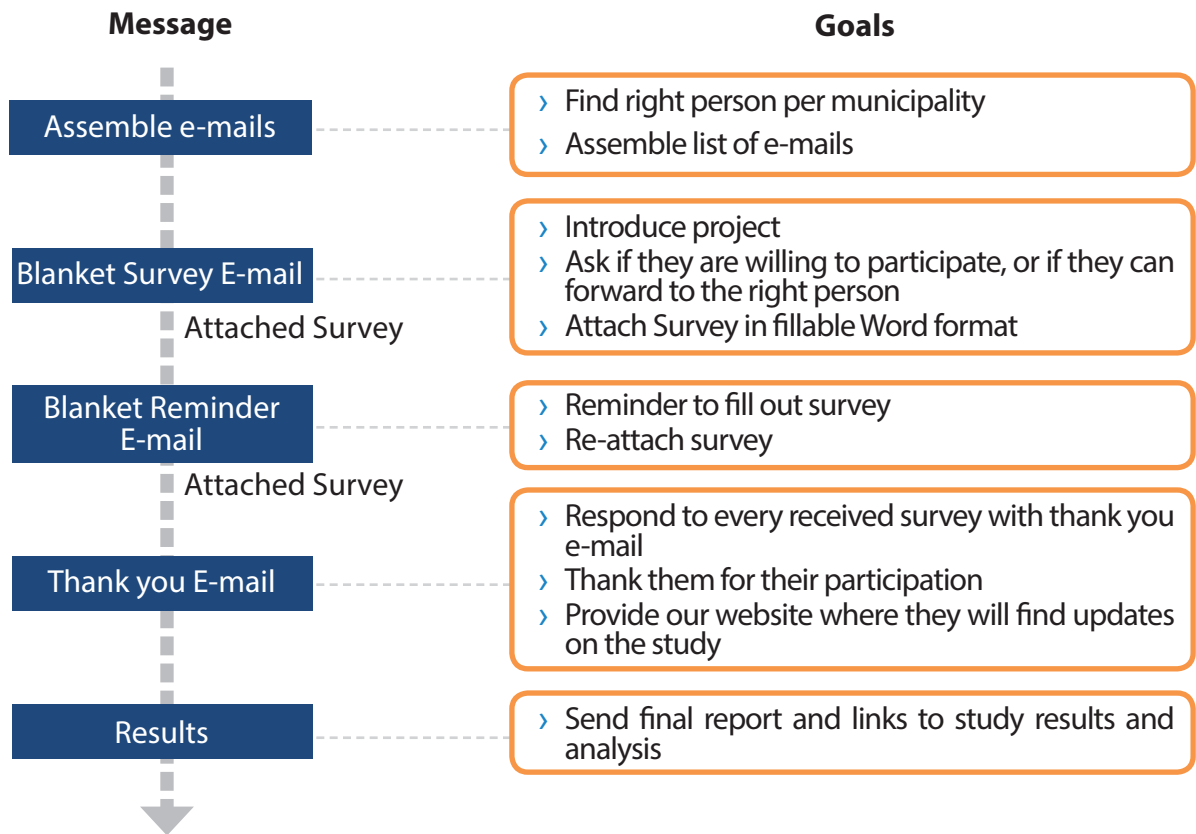 Message
Goals
Assemble e-mails
› Find right person per municipality
› Assemble list of e-mails
Blanket Survey E-mail
› Introduce project
› Ask if they are willing to participate, or if they can
forward to the right person
› Attach Survey in fillable Word format
Attached Survey
Blanket Reminder
E-mail
› Reminder to fill out survey
› Re-attach survey
Attached Survey
Thank you E-mail
› Respond to every received survey with thank you
e-mail
› Thank them for their participation
› Provide our website where they will find updates
on the study
Results
› Send final report and links to study results and
analysis